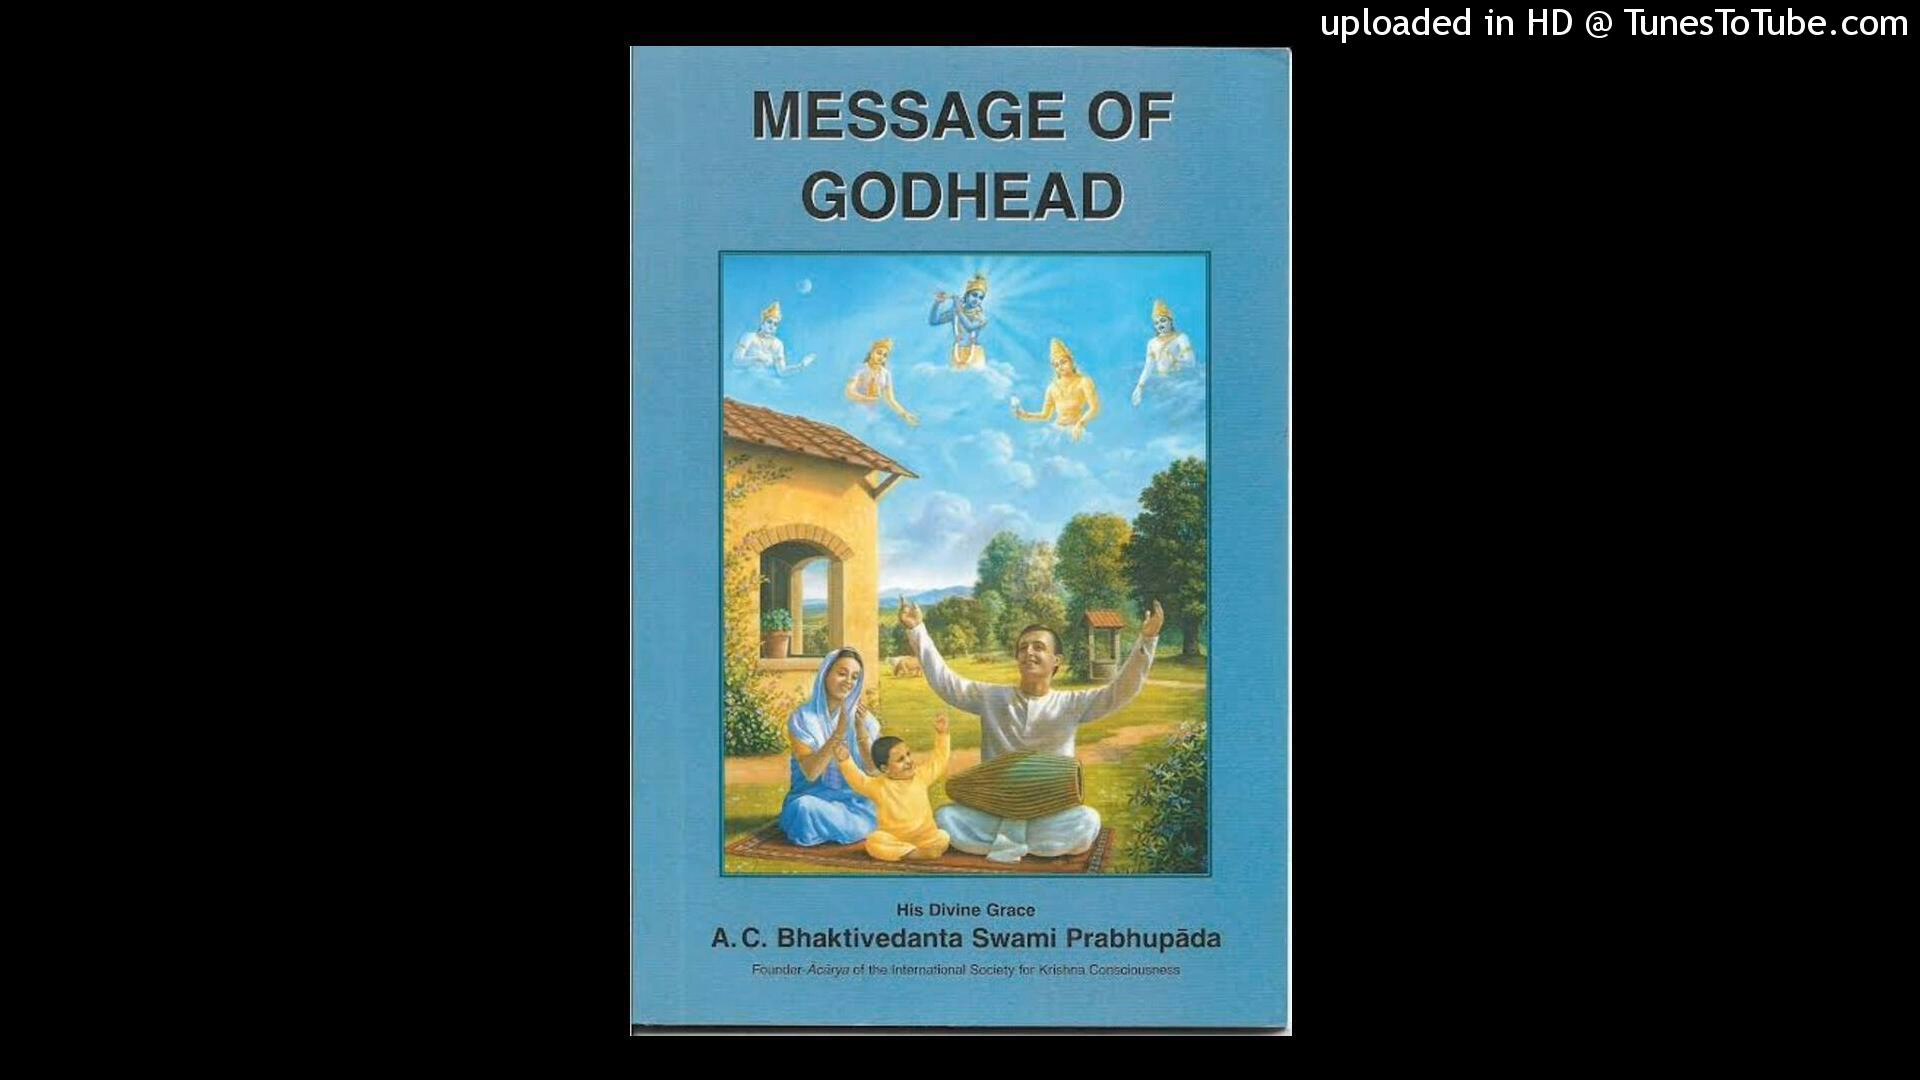 uploaded in HD @ TunesToTube.com
MESSAGE OF
GODHEAD
His Divine Grace
A. C. Bhaktivedanta Swami Prabhupāda
Founder-Ācārya of the International Society for Krishna Consciousness